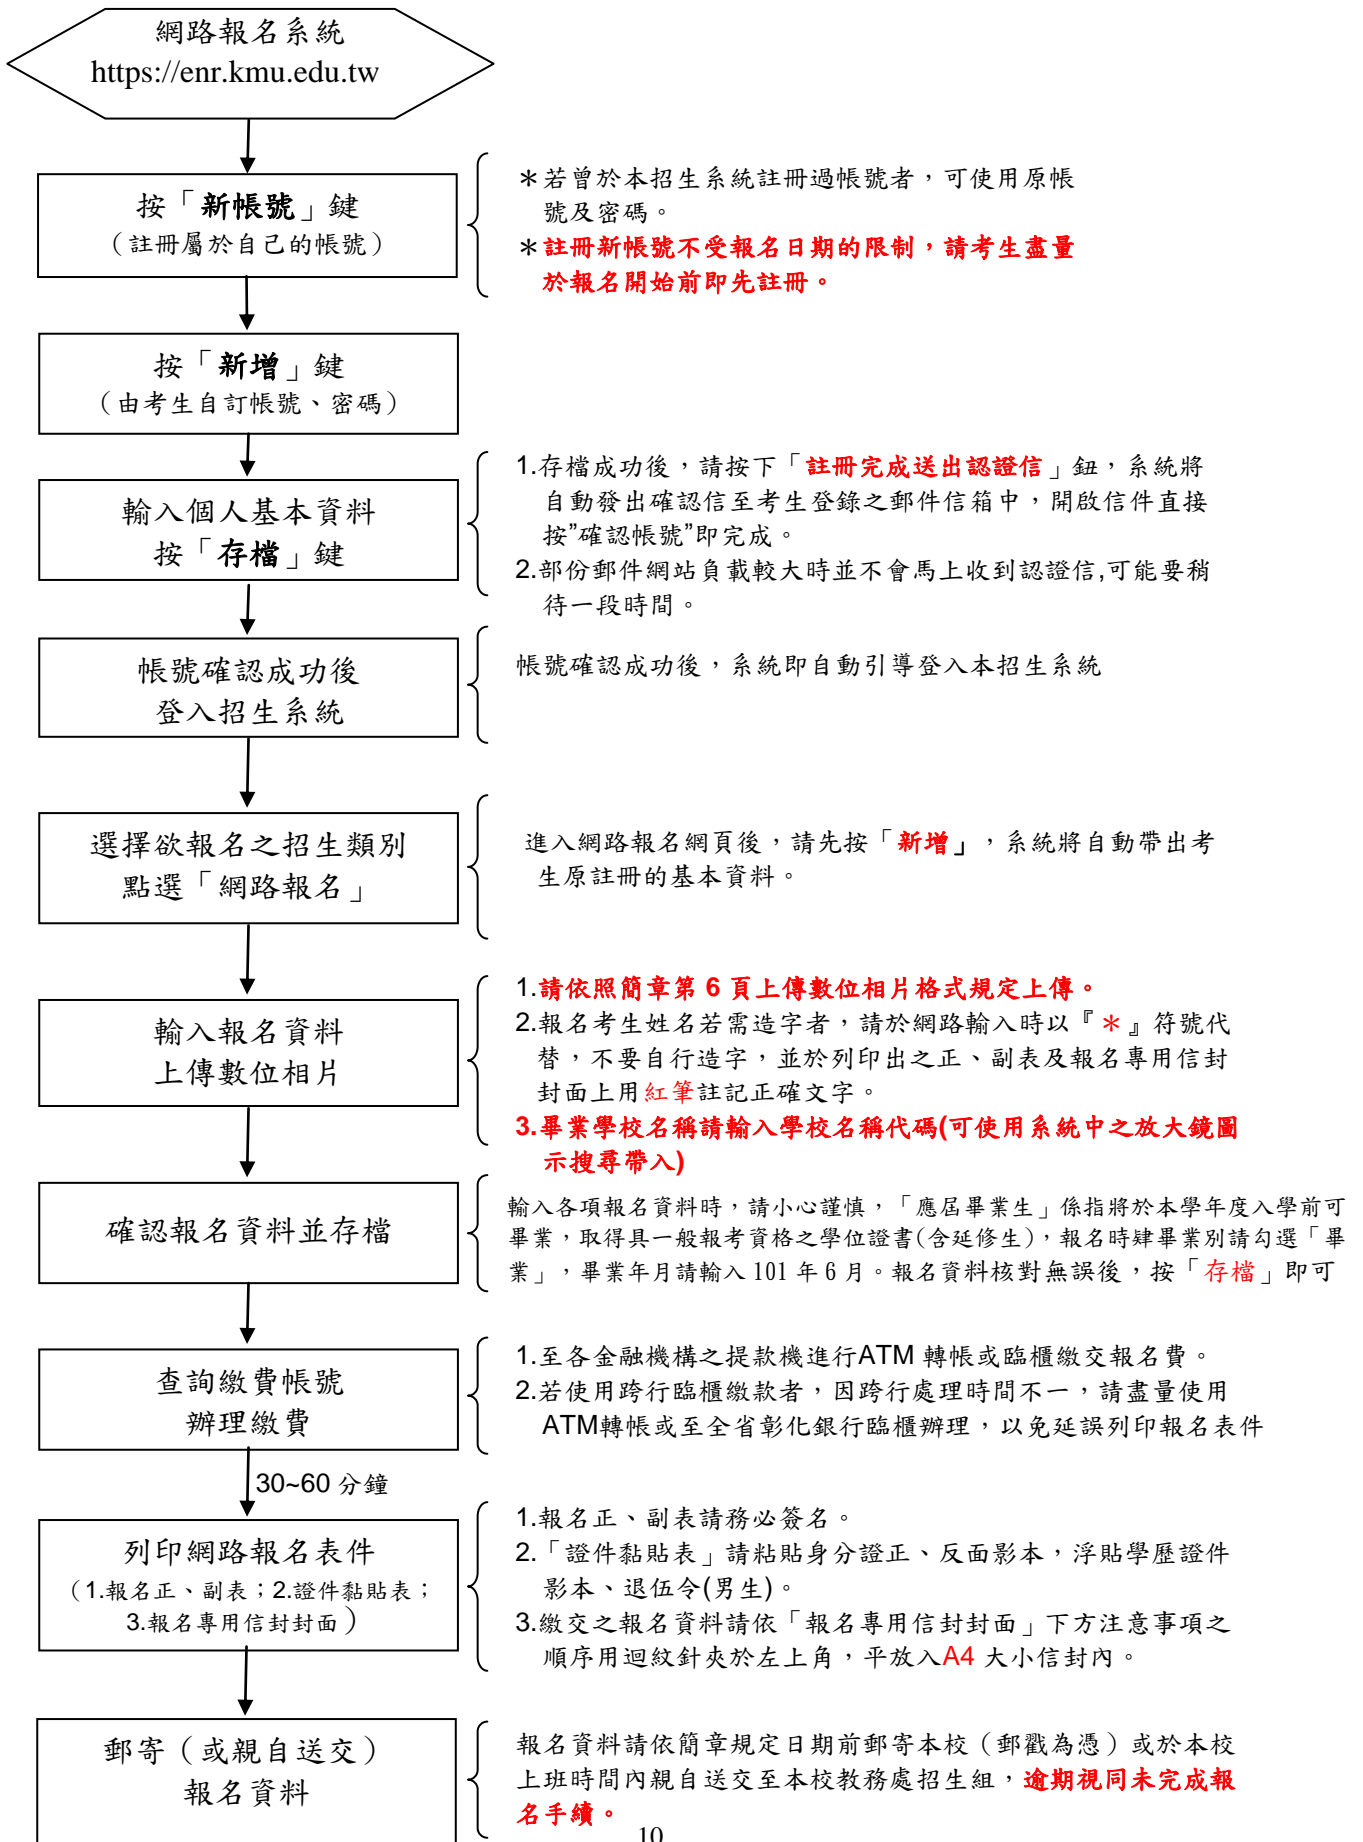 網路報名系統
https://enr.kmu.edu.tw
按「新帳號」鍵
（註冊屬於自己的帳號）
＊若曾於本招生系統註冊過帳號者，可使用原帳
號及密碼。
＊註冊新帳號不受報名日期的限制，請考生盡量
於報名開始前即先註冊。
按「新增」鍵
（由考生自訂帳號、密碼）
輸入個人基本資料
按「存檔」鍵
1.存檔成功後，請按下「註冊完成送出認證信」鈕，系統將
自動發出確認信至考生登錄之郵件信箱中，開啟信件直接
按”確認帳號”即完成。
2.部份郵件網站負載較大時並不會馬上收到認證信,可能要稍
待一段時間。
帳號確認成功後
登入招生系統
帳號確認成功後，系統即自動引導登入本招生系統
選擇欲報名之招生類別
點選「網路報名」
進入網路報名網頁後，請先按「新增」，系統將自動帶出考
生原註冊的基本資料。
輸入報名資料
上傳數位相片
1.請依照簡章第 6 頁上傳數位相片格式規定上傳。
2.報名考生姓名若需造字者，請於網路輸入時以『＊』符號代
替，不要自行造字，並於列印出之正、副表及報名專用信封
封面上用紅筆註記正確文字。
3.畢業學校名稱請輸入學校名稱代碼(可使用系統中之放大鏡圖
示搜尋帶入)
確認報名資料並存檔
輸入各項報名資料時，請小心謹慎，「應屆畢業生」係指將於本學年度入學前可
畢業，取得具一般報考資格之學位證書(含延修生)，報名時肄畢業別請勾選「畢
業」，畢業年月請輸入 101 年 6 月。報名資料核對無誤後，按「存檔」即可
查詢繳費帳號
辦理繳費
1.至各金融機構之提款機進行ATM 轉帳或臨櫃繳交報名費。
2.若使用跨行臨櫃繳款者，因跨行處理時間不一，請盡量使用
ATM轉帳或至全省彰化銀行臨櫃辦理，以免延誤列印報名表件
30~60 分鐘
列印網路報名表件
（1.報名正、副表；2.證件黏貼表；
3.報名專用信封封面）
1.報名正、副表請務必簽名。
2.「證件黏貼表」請粘貼身分證正、反面影本，浮貼學歷證件
影本、退伍令(男生)。
3.繳交之報名資料請依「報名專用信封封面」下方注意事項之
順序用迴紋針夾於左上角，平放入A4 大小信封內。
郵寄（或親自送交）
報名資料
報名資料請依簡章規定日期前郵寄本校（郵戳為憑）或於本校
上班時間內親自送交至本校教務處招生組，逾期視同未完成報
名手續。
10